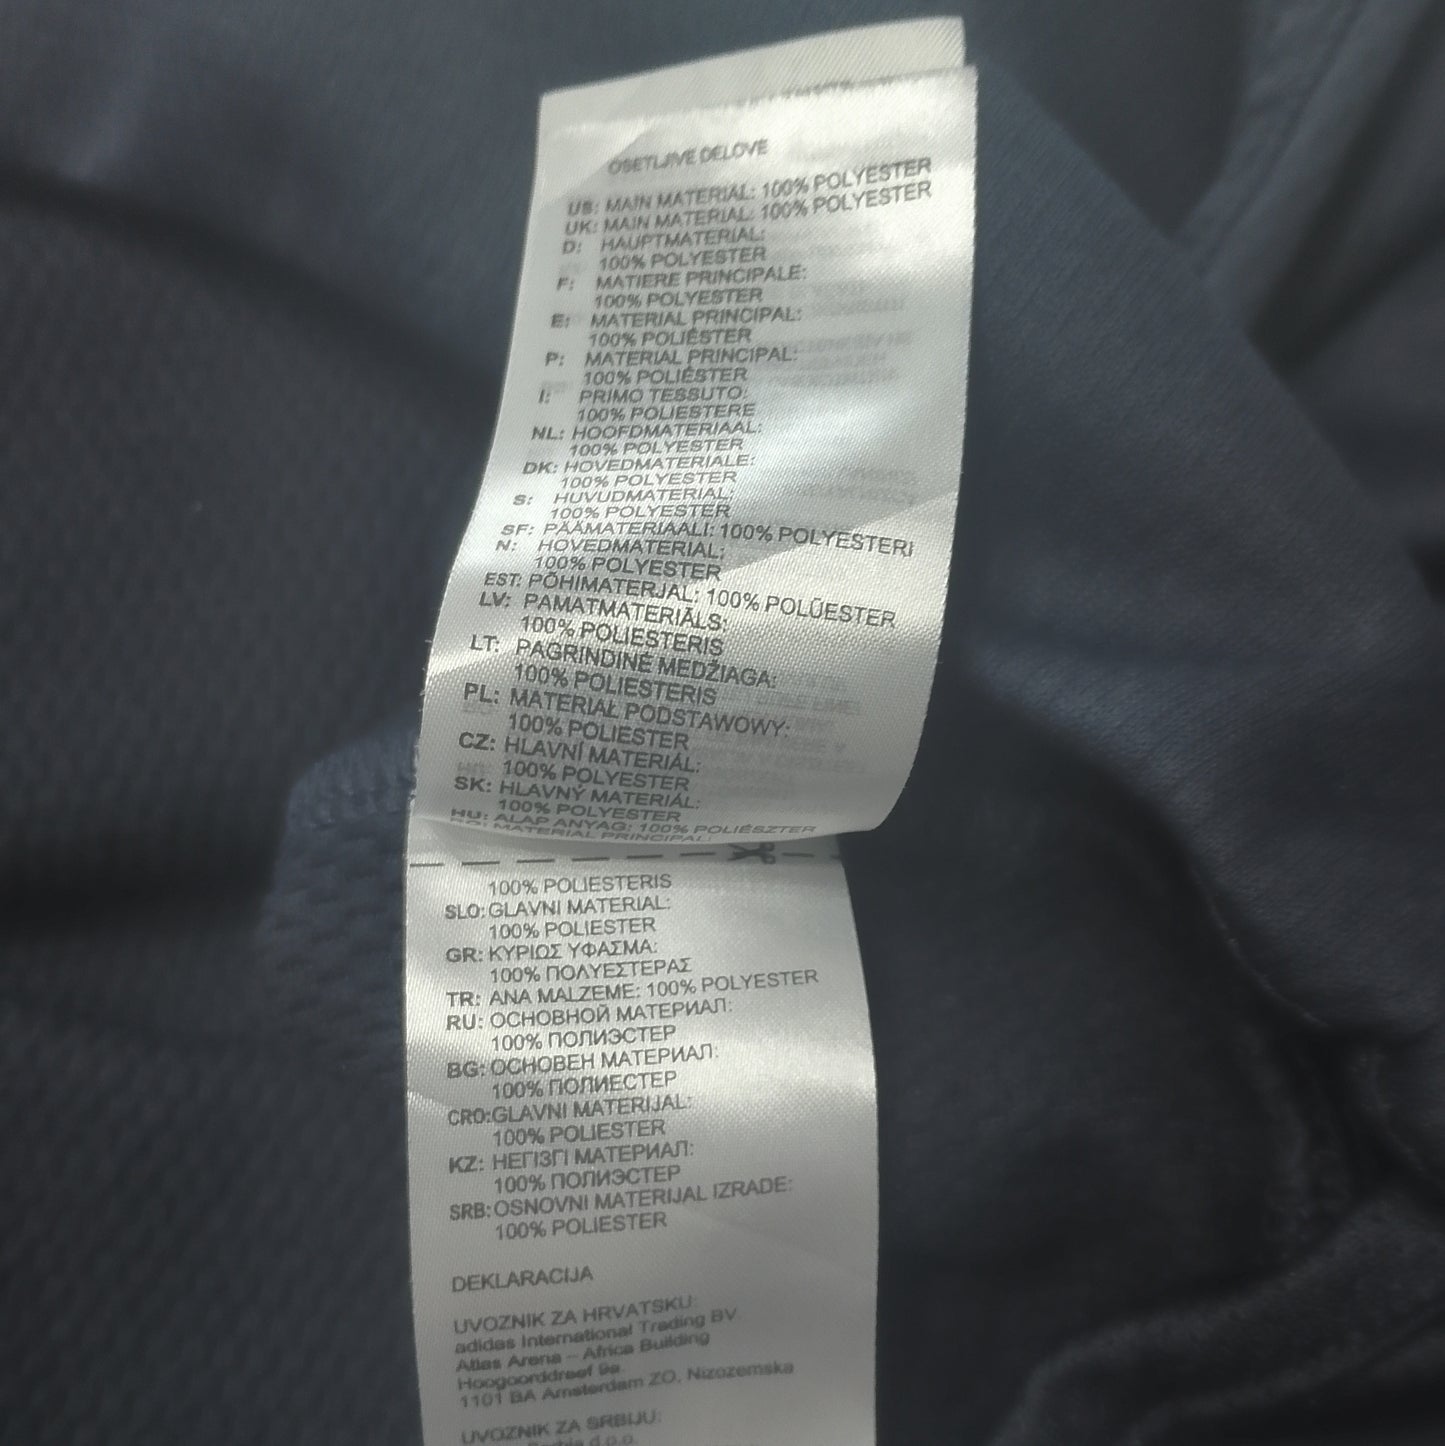 OSETLJIVE DELOVE
US: MAIN MATERIAL: 100% POLYESTER
UK: MAIN MATERIAL: 100% POLYESTER
D: HAUPTMATERIAL:
100% POLYESTER
F: MATIERE PRINCIPALE:
100% POLYESTER
E: MATERIAL PRINCIPAL:
100% POLIÉSTER
P: MATERIAL PRINCIPAL:
100% POLIÉSTER
I: PRIMO TESSUTO:
100% POLIESTERE
NL: HOOFDMATERIAAL:
100% POLYESTER
DK: HOVEDMATERIALE:
100% POLYESTER
S: HUVUDMATERIAL:
100% POLYESTER
SF: PÄÄMATERIAALI: 100% POLYESTERI
N: HOVEDMATERIAL:
100% POLYESTER
EST: PÕHIMATERJAL: 100% POLÜESTER
LV: PAMATMATERIĀLS:
100% POLIESTERIS
LT: PAGRINDINĖ MEDŽIAGA:
100% POLIESTERIS
PL: MATERIAŁ PODSTAWOWY:
100% POLIESTER
CZ: HLAVNÍ MATERIÁL:
100% POLYESTER
SK: HLAVNÝ MATERIÁL:
100% POLYESTER
HU: ALAP ANYAG: 100% POLIÉSZTER
RO: MATERIAL PRINCIPAL:
100% POLIESTERIS
SLO: GLAVNI MATERIAL:
100% POLIESTER
GR: ΚΥΡΙΩΣ ΥΦΑΣΜΑ:
100% ΠΟΛΥΕΣΤΕΡΑΣ
TR: ANA MALZEME: 100% POLYESTER
RU: ОСНОВНОЙ МАТЕРИАЛ:
100% ПОЛИЭСТЕР
BG: ОСНОВЕН МАТЕРИАЛ:
100% ПОЛИЕСТЕР
CRO: GLAVNI MATERIJAL:
100% POLIESTER
KZ: НЕГІЗГІ МАТЕРИАЛ:
100% ПОЛИЭСТЕР
SRB: OSNOVNI MATERIJAL IZRADE:
100% POLIESTER
DEKLARACIJA
UVOZNIK ZA HRVATSKU:
adidas International Trading BV
Atlas Arena – Africa Building
Hoogoorddreef 9a
1101 BA Amsterdam ZO, Nizozemska
UVOZNIK ZA SRBIJU:
d.o.o.